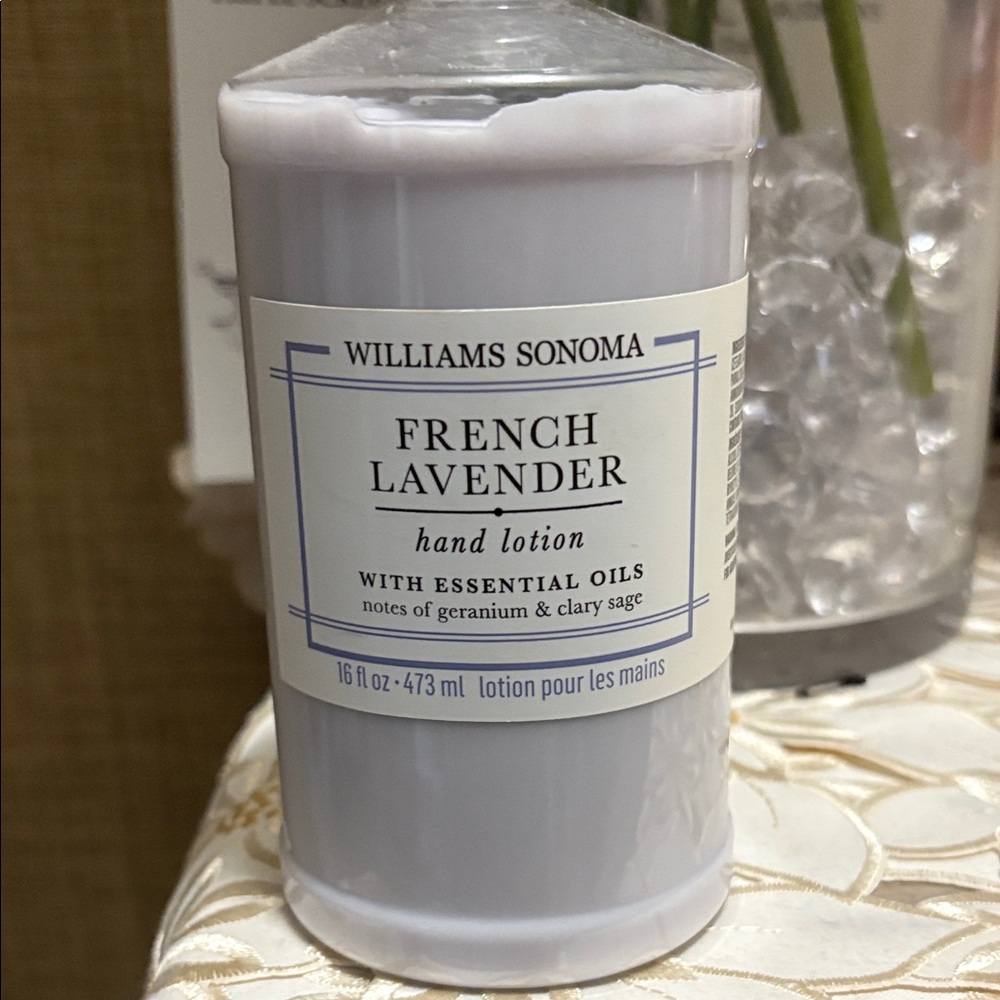 WILLIAMS SONOMA
FRENCH
LAVENDER
hand lotion
WITH ESSENTIAL OILS
notes of geranium & clary sage
16 fl oz • 473 ml lotion pour les mains